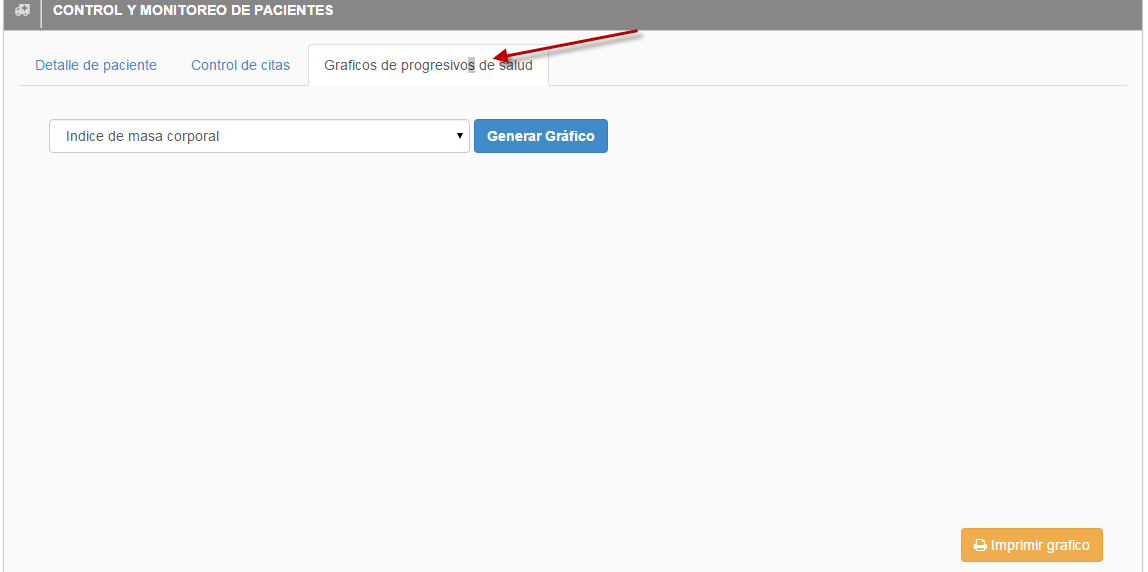 CONTROL Y MONITOREO DE PACIENTES
Detalle de paciente Control de citas Graficos de progresivos de salud
Indice de masa corporal Generar Gráfico
Imprimir grafico